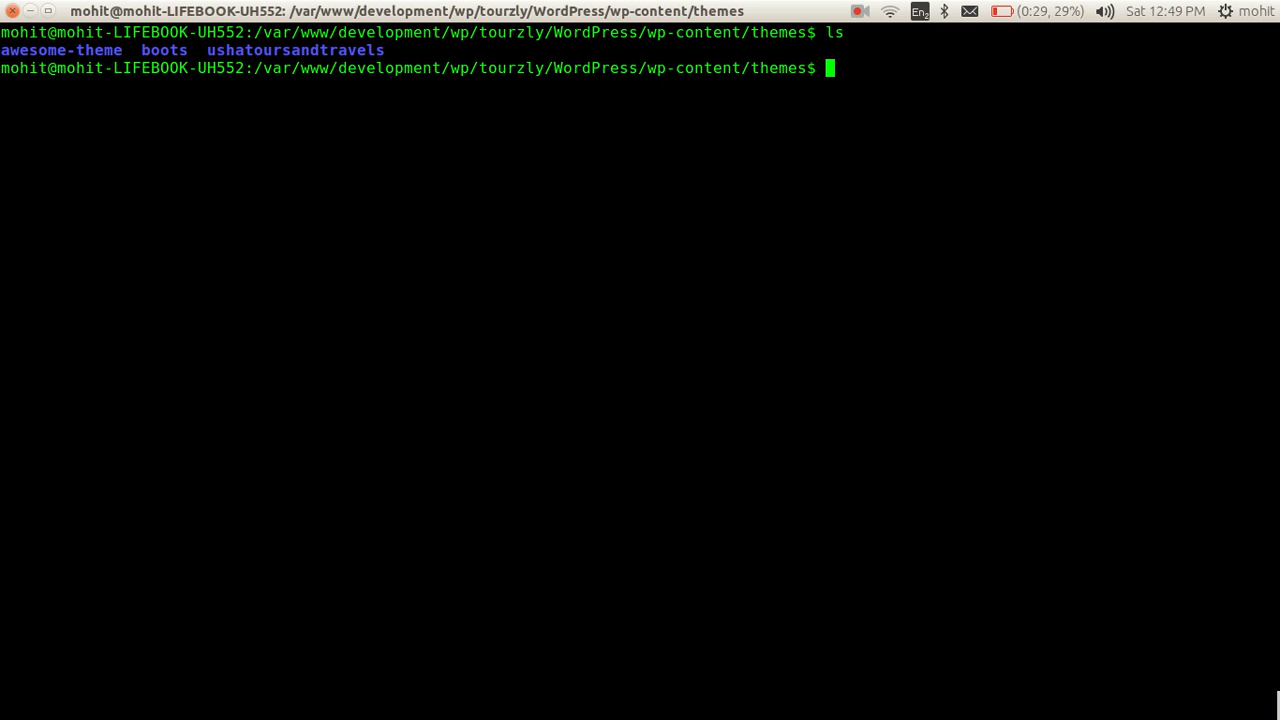 mohit@mohit-LIFEBOOK-UH552: /var/www/development/wp/tourzly/WordPress/wp-content/themes En2 (0:29, 29%) Sat 12:49 PM mohit
mohit@mohit-LIFEBOOK-UH552:/var/www/development/wp/tourzly/WordPress/wp-content/themes$ ls
awesome-theme  boots  ushatoursandtravels
mohit@mohit-LIFEBOOK-UH552:/var/www/development/wp/tourzly/WordPress/wp-content/themes$